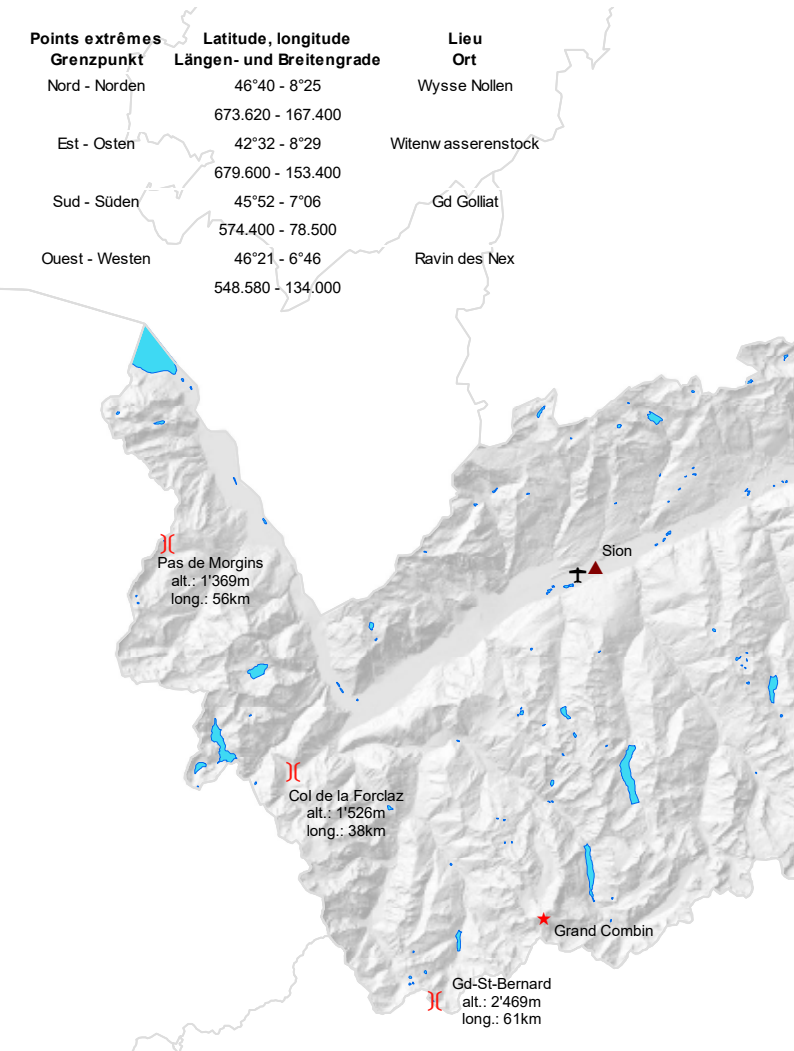 Points extrêmes Latitude, longitude Lieu
Grenzpunkt Längen- und Breitengrade Ort
Nord - Norden 46°40 - 8°25 Wysse Nollen
673.620 - 167.400
Est - Osten 42°32 - 8°29 Witenwasserenstock
679.600 - 153.400
Sud - Süden 45°52 - 7°06 Gd Golliat
574.400 - 78.500
Ouest - Westen 46°21 - 6°46 Ravin des Nex
548.580 - 134.000
Sion
Pas de Morgins
alt.: 1'369m
long.: 56km
Col de la Forclaz
alt.: 1'526m
long.: 38km
Grand Combin
Gd-St-Bernard
alt.: 2'469m
long.: 61km